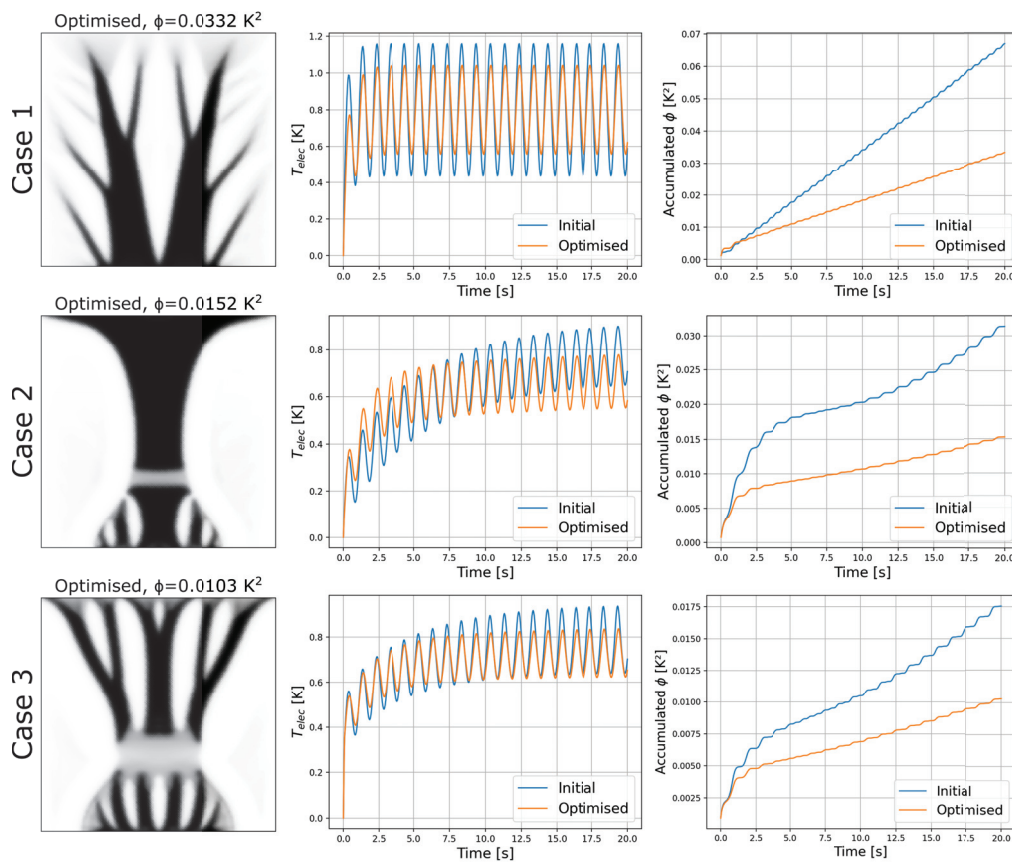 Optimised, ϕ=0.0332 K²
Case 1
1.2
1.0
0.8
0.6
0.4
0.2
0.0
T_elec [K]
Initial
Optimised
0.0 2.5 5.0 7.5 10.0 12.5 15.0 17.5 20.0
Time [s]
0.07
0.06
0.05
0.04
0.03
0.02
0.01
0.00
Accumulated ϕ [K²]
Initial
Optimised
0.0 2.5 5.0 7.5 10.0 12.5 15.0 17.5 20.0
Time [s]
Optimised, ϕ=0.0152 K²
Case 2
0.8
0.6
0.4
0.2
0.0
T_elec [K]
Initial
Optimised
0.0 2.5 5.0 7.5 10.0 12.5 15.0 17.5 20.0
Time [s]
0.030
0.025
0.020
0.015
0.010
0.005
0.000
Accumulated ϕ [K²]
Initial
Optimised
0.0 2.5 5.0 7.5 10.0 12.5 15.0 17.5 20.0
Time [s]
Optimised, ϕ=0.0103 K²
Case 3
0.8
0.6
0.4
0.2
0.0
T_elec [K]
Initial
Optimised
0.0 2.5 5.0 7.5 10.0 12.5 15.0 17.5 20.0
Time [s]
0.0175
0.0150
0.0125
0.0100
0.0075
0.0050
0.0025
Accumulated ϕ [K²]
Initial
Optimised
0.0 2.5 5.0 7.5 10.0 12.5 15.0 17.5 20.0
Time [s]